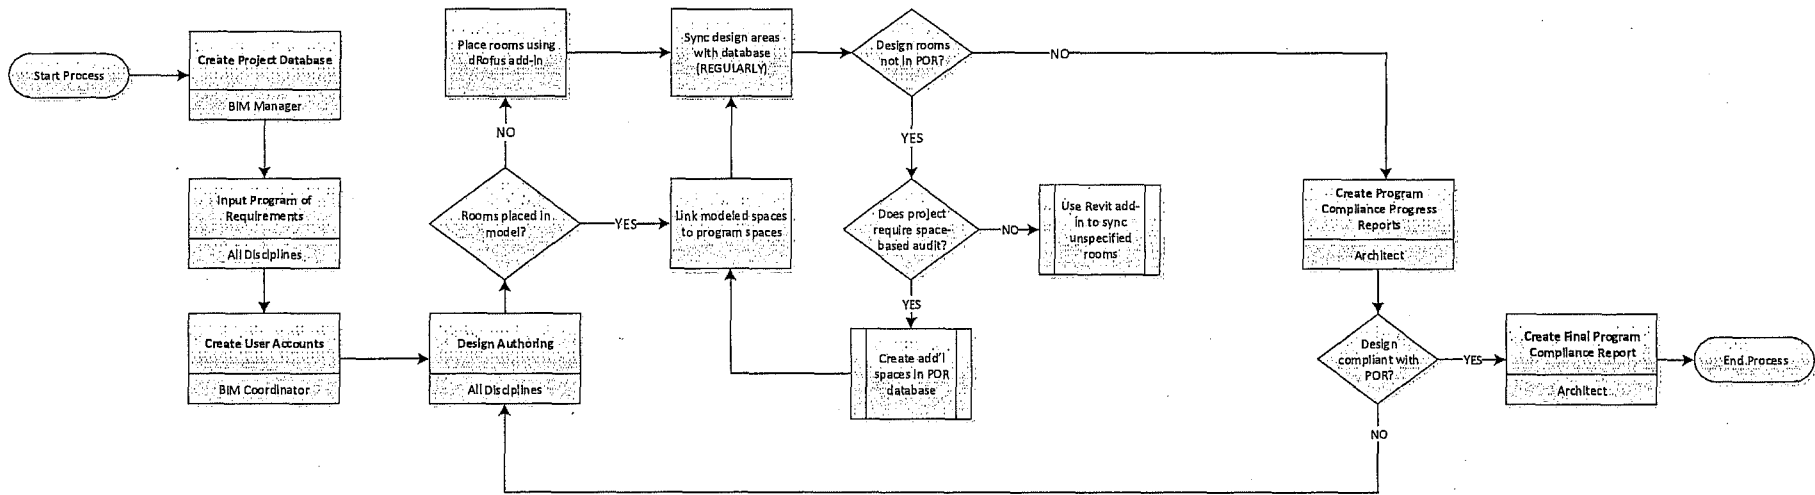 Start Process
Create Project Database
BIM Manager
Input Program of
Requirements
All Disciplines
Create User Accounts
BIM Coordinator
Design Authoring
All Disciplines
Rooms placed in
model?
NO
YES
Place rooms using
dRofus add-in
Link modeled spaces
to program spaces
Sync design areas
with database
(REGULARLY)
Design rooms
not in POR?
NO
YES
Does project
require space-
based audit?
NO
Use Revit add-
in to sync
unspecified
rooms
YES
Create add'l
spaces in POR
database
Create Program
Compliance Progress
Reports
Architect
Design
compliant with
POR?
YES
NO
Create Final Program
Compliance Report
Architect
End Process